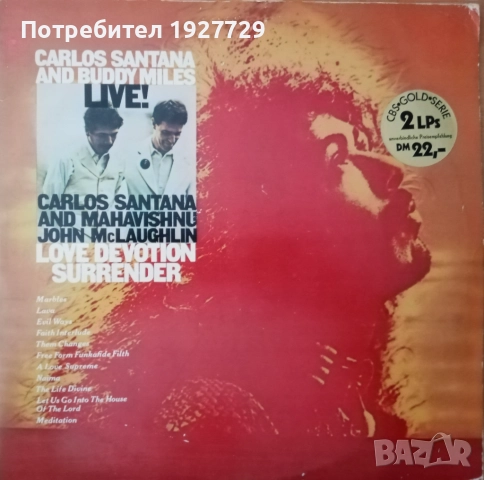 Потребител 1927729
CARLOS SANTANA
AND BUDDY MILES
LIVE!
CARLOS SANTANA
AND MAHAVISHNU
JOHN McLAUGHLIN
LOVE DEVOTION
SURRENDER
CBS•GOLD•SERIE
2 LPs
unverbindliche Preisempfehlung
DM 22,-
Marbles
Lava
Evil Ways
Faith Interlude
Them Changes
Free Form Funkafide Filth
A Love Supreme
Naima
The Life Divine
Let Us Go Into The House
Of The Lord
Meditation
BAZAR